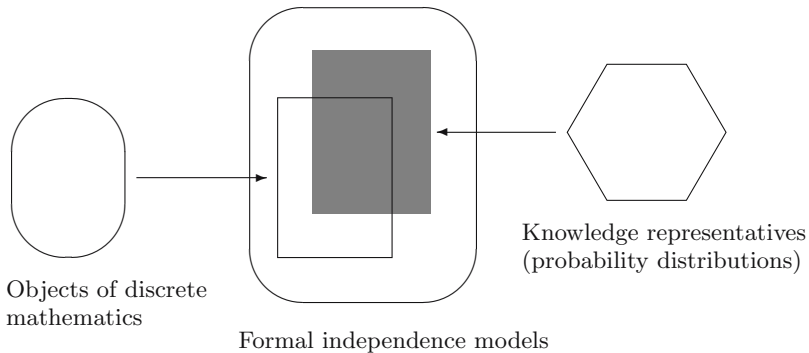 Objects of discrete
mathematics
Formal independence models
Knowledge representatives
(probability distributions)